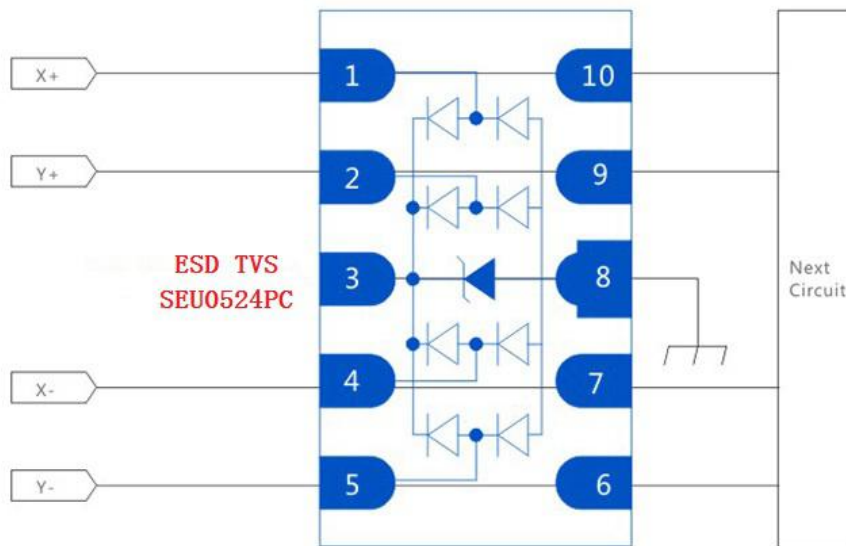 X+
1
10
Y+
2
9
ESD TVS
SEU0524PC
3
8
Next
Circuit
X-
4
7
Y-
5
6